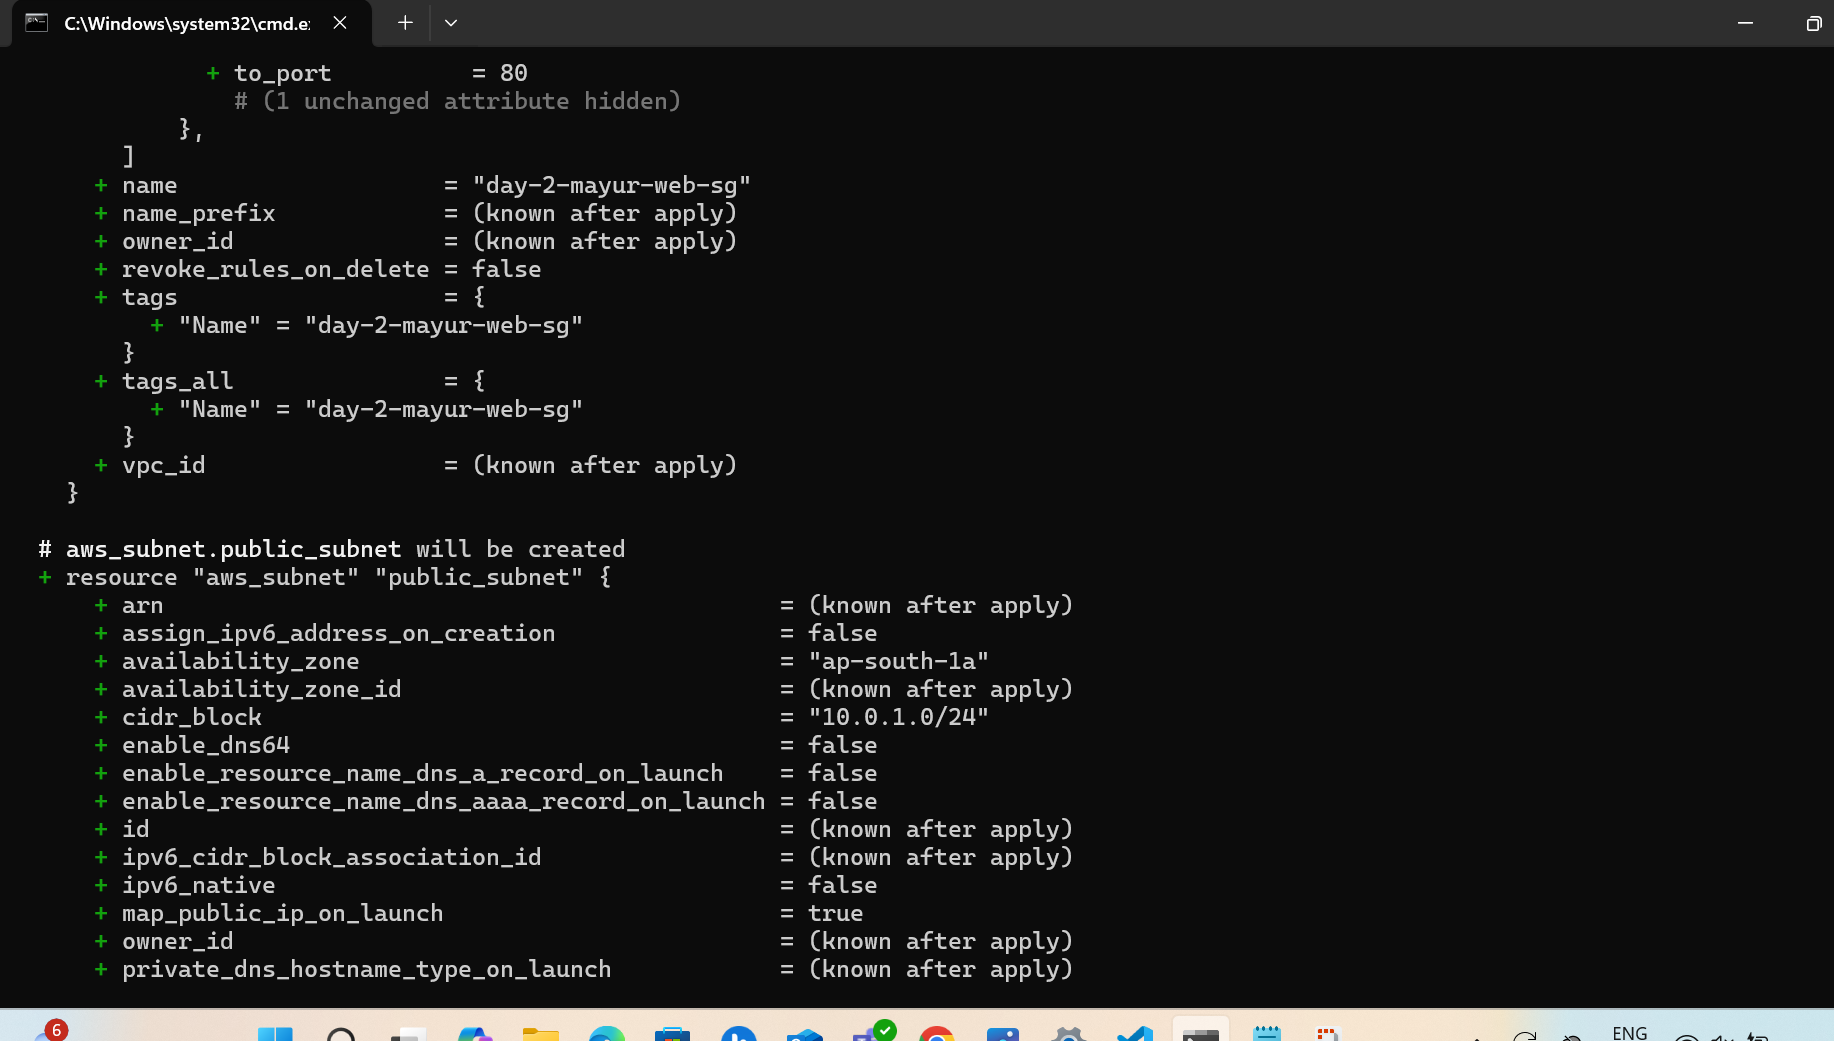 C:\Windows\system32\cmd.e
+ to_port = 80
# (1 unchanged attribute hidden)
},
]
+ name = "day-2-mayur-web-sg"
+ name_prefix = (known after apply)
+ owner_id = (known after apply)
+ revoke_rules_on_delete = false
+ tags = {
+ "Name" = "day-2-mayur-web-sg"
}
+ tags_all = {
+ "Name" = "day-2-mayur-web-sg"
}
+ vpc_id = (known after apply)
}
# aws_subnet.public_subnet will be created
+ resource "aws_subnet" "public_subnet" {
+ arn = (known after apply)
+ assign_ipv6_address_on_creation = false
+ availability_zone = "ap-south-1a"
+ availability_zone_id = (known after apply)
+ cidr_block = "10.0.1.0/24"
+ enable_dns64 = false
+ enable_resource_name_dns_a_record_on_launch = false
+ enable_resource_name_dns_aaaa_record_on_launch = false
+ id = (known after apply)
+ ipv6_cidr_block_association_id = (known after apply)
+ ipv6_native = false
+ map_public_ip_on_launch = true
+ owner_id = (known after apply)
+ private_dns_hostname_type_on_launch = (known after apply)
6
ENG